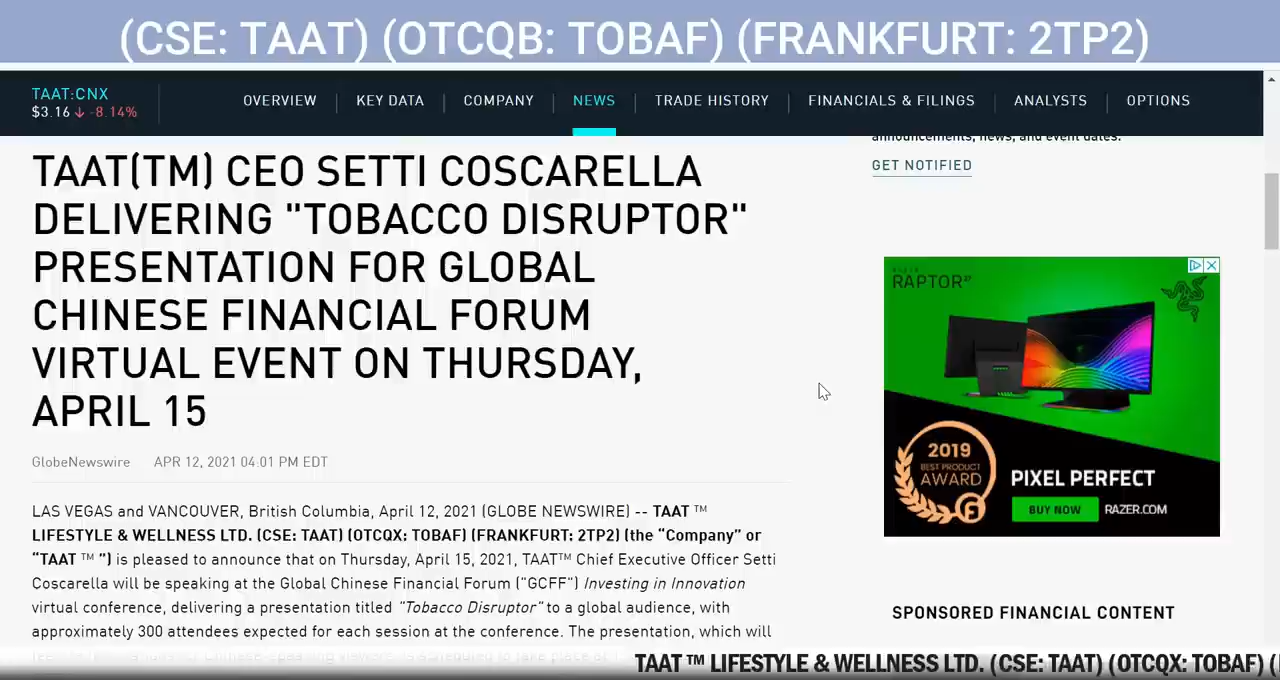 (CSE: TAAT) (OTCQB: TOBAF) (FRANKFURT: 2TP2)
TAAT:CNX
$3.16 ↓ -8.14%
OVERVIEW
KEY DATA
COMPANY
NEWS
TRADE HISTORY
FINANCIALS & FILINGS
ANALYSTS
OPTIONS
announcements, news, and event dates.
GET NOTIFIED
TAAT(TM) CEO SETTI COSCARELLA
DELIVERING "TOBACCO DISRUPTOR"
PRESENTATION FOR GLOBAL
CHINESE FINANCIAL FORUM
VIRTUAL EVENT ON THURSDAY,
APRIL 15
GlobeNewswire APR 12, 2021 04:01 PM EDT
LAS VEGAS and VANCOUVER, British Columbia, April 12, 2021 (GLOBE NEWSWIRE) -- TAAT ™
LIFESTYLE & WELLNESS LTD. (CSE: TAAT) (OTCQX: TOBAF) (FRANKFURT: 2TP2) (the “Company” or
“TAAT ™ ”) is pleased to announce that on Thursday, April 15, 2021, TAAT™ Chief Executive Officer Setti
Coscarella will be speaking at the Global Chinese Financial Forum (“GCFF”) Investing in Innovation
virtual conference, delivering a presentation titled “Tobacco Disruptor” to a global audience, with
approximately 300 attendees expected for each session at the conference. The presentation, which will
RAPTOR 27
2019
BEST PRODUCT
AWARD
PIXEL PERFECT
BUY NOW
RAZER.COM
SPONSORED FINANCIAL CONTENT
TAAT ™ LIFESTYLE & WELLNESS LTD. (CSE: TAAT) (OTCQX: TOBAF) (